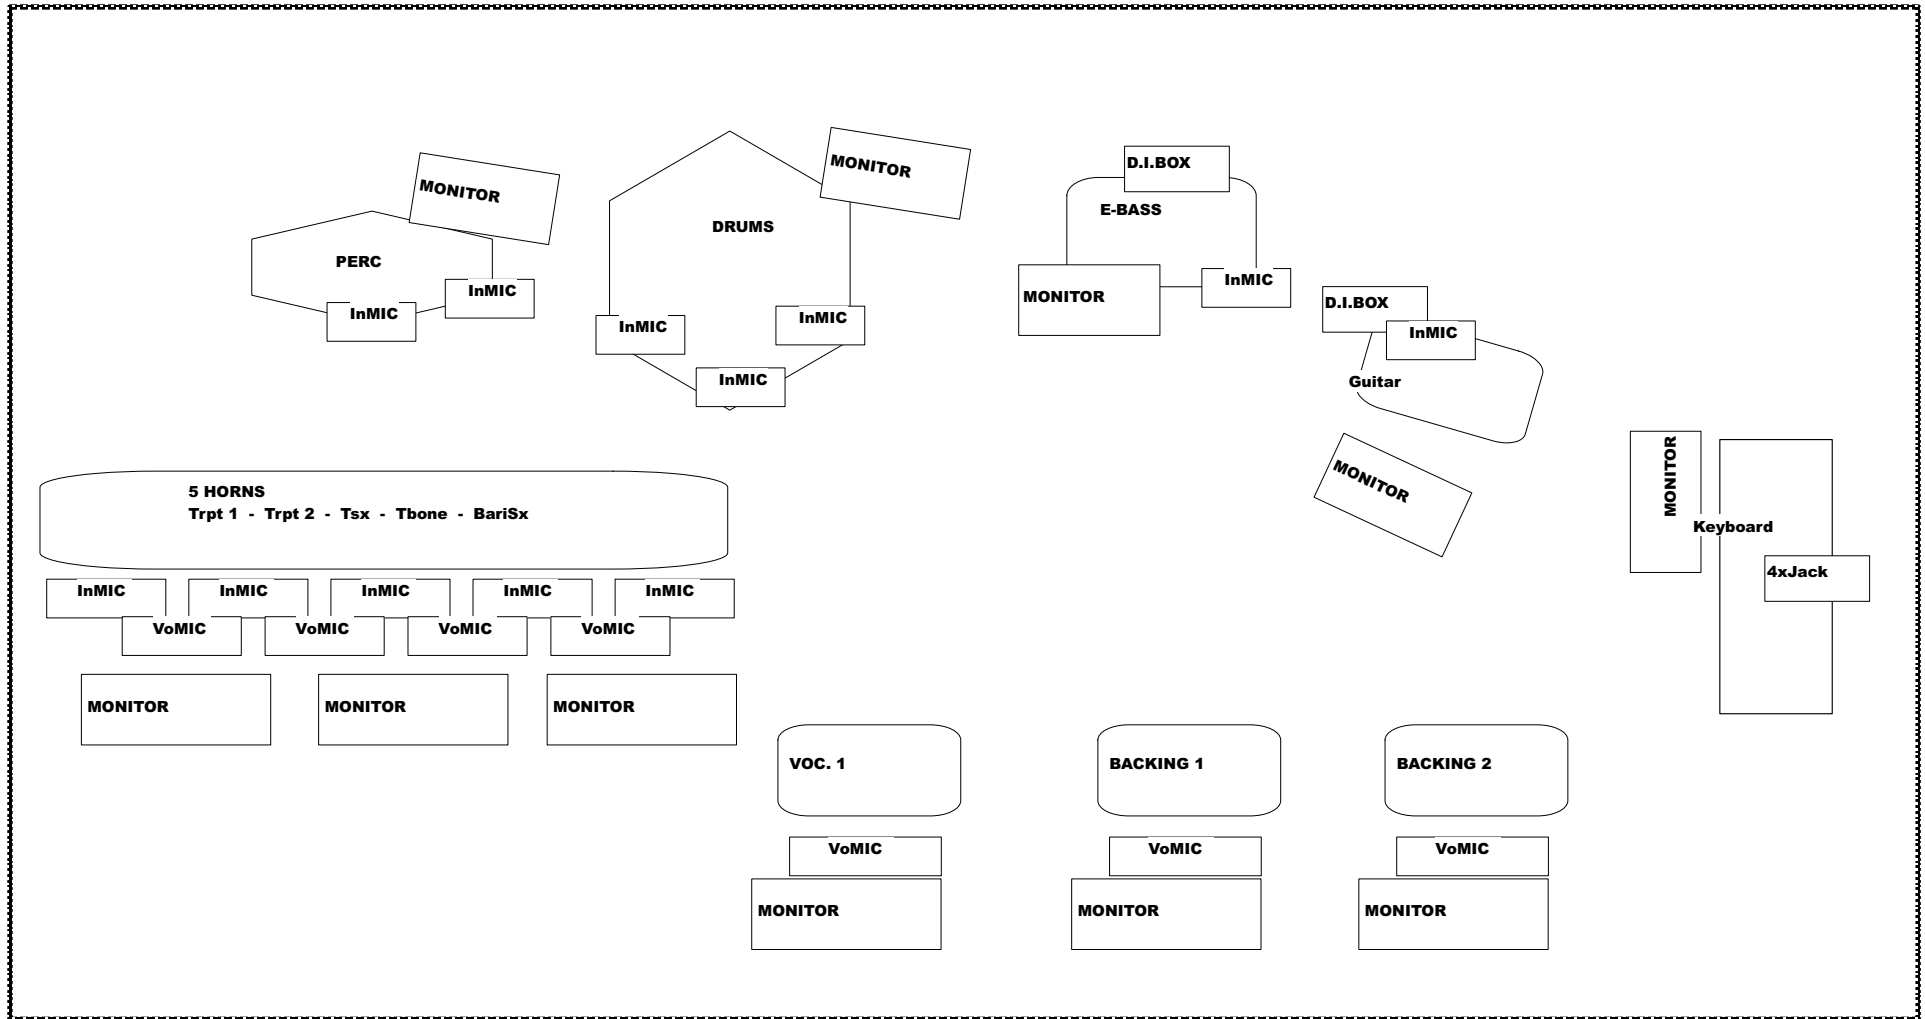 MONITOR
PERC
InMIC
InMIC
MONITOR
DRUMS
InMIC
InMIC
InMIC
D.I.BOX
E-BASS
MONITOR
InMIC
D.I.BOX
InMIC
Guitar
MONITOR
MONITOR
Keyboard
4xJack
5 HORNS
Trpt 1 - Trpt 2 - Tsx - Tbone - BariSx
InMIC
InMIC
InMIC
InMIC
InMIC
VoMIC
VoMIC
VoMIC
VoMIC
MONITOR
MONITOR
MONITOR
VOC. 1
BACKING 1
BACKING 2
VoMIC
VoMIC
VoMIC
MONITOR
MONITOR
MONITOR